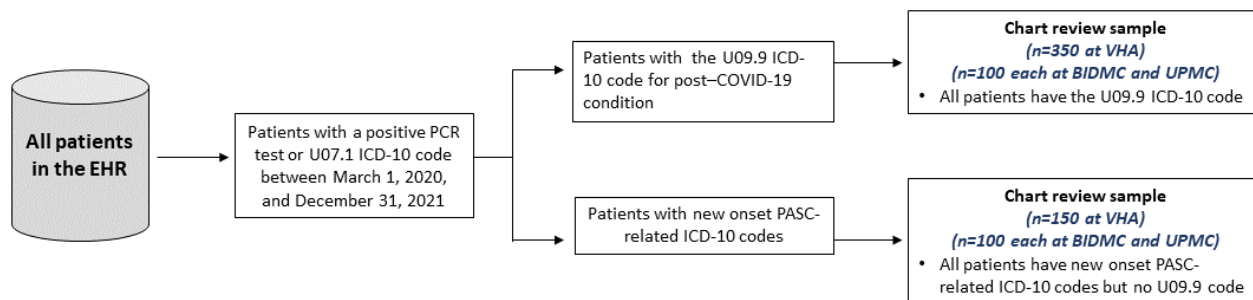 All patients
in the EHR
Patients with a positive PCR
test or U07.1 ICD-10 code
between March 1, 2020,
and December 31, 2021
Patients with the U09.9 ICD-
10 code for post–COVID-19
condition
Chart review sample
(n=350 at VHA)
(n=100 each at BIDMC and UPMC)
• All patients have the U09.9 ICD-10 code
Patients with new onset PASC-
related ICD-10 codes
Chart review sample
(n=150 at VHA)
(n=100 each at BIDMC and UPMC)
• All patients have new onset PASC-
related ICD-10 codes but no U09.9 code